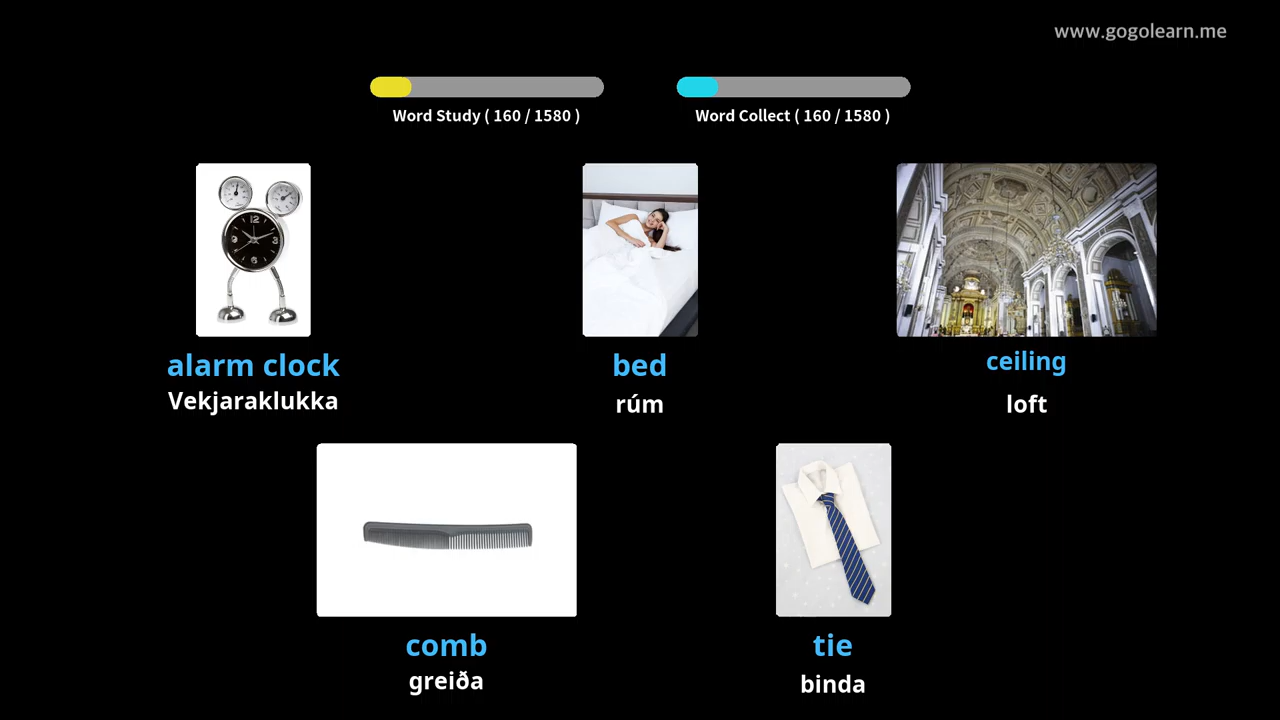 www.gogolearn.me
Word Study ( 160 / 1580 )
Word Collect ( 160 / 1580 )
alarm clock
Vekjaraklukka
bed
rúm
ceiling
loft
comb
greiða
tie
binda